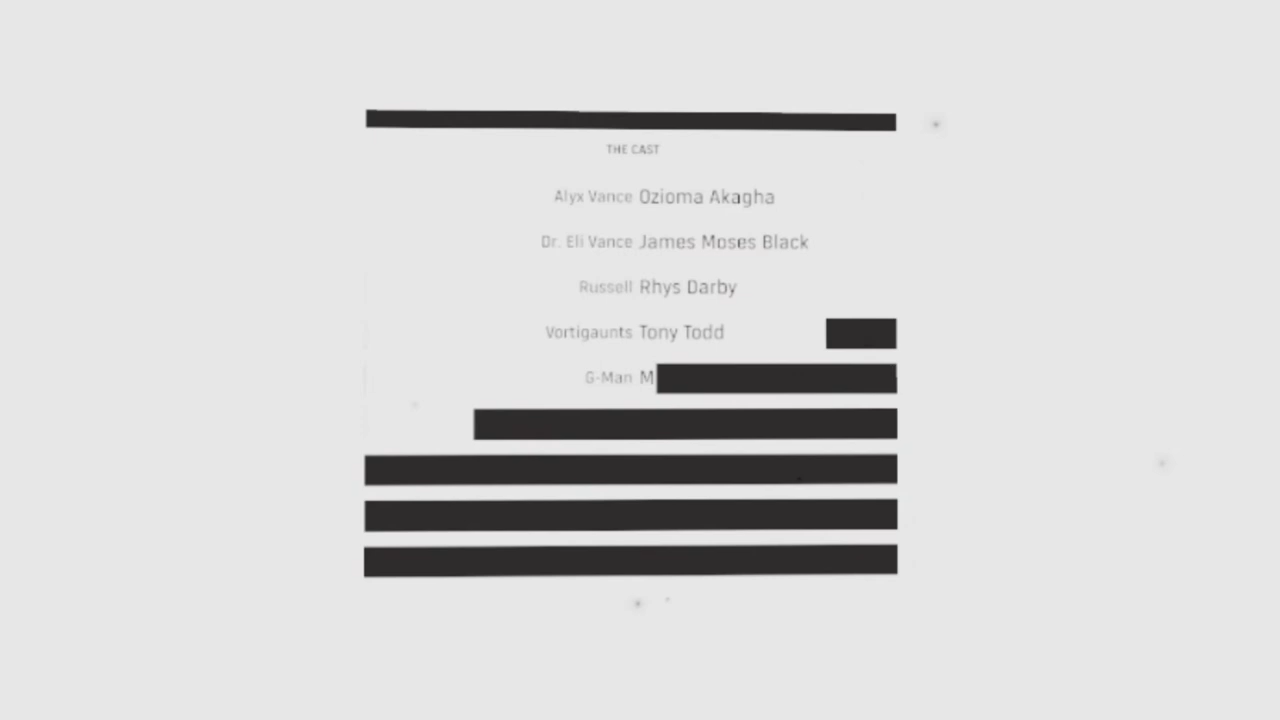 THE CAST
Alyx Vance Ozioma Akagha
Dr. Eli Vance James Moses Black
Russell Rhys Darby
Vortigaunts Tony Todd
G-Man M